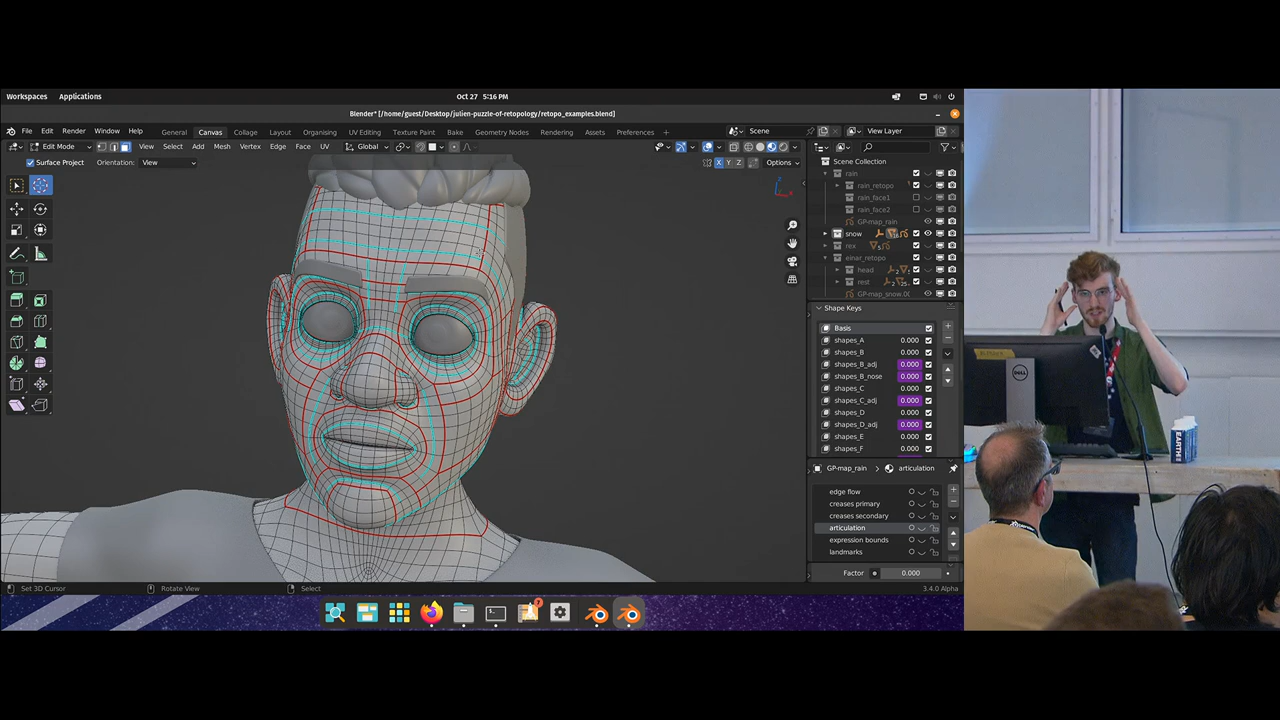 Workspaces Applications Oct 27 5:16 PM
Blender* [/home/guest/Desktop/julien-puzzle-of-retopology/retopo_examples.blend]
File Edit Render Window Help General Canvas Collage Layout Organising UV Editing Texture Paint Bake Geometry Nodes Rendering Assets Preferences + Scene View Layer
Edit Mode View Select Add Mesh Vertex Edge Face UV Global
Surface Project Orientation: View X Y Z Options
Scene Collection
rain
rain_retopo
rain_face1
rain_face2
GP-map_rain
snow
rex
einar_retopo
head
rest
GP-map_snow.0(
Shape Keys
Basis
shapes_A 0.000
shapes_B 0.000
shapes_B_adj 0.000
shapes_B_nose 0.000
shapes_C 0.000
shapes_C_adj 0.000
shapes_D 0.000
shapes_D_adj 0.000
shapes_E 0.000
shapes_F 0.000
GP-map_rain > articulation
edge flow
creases primary
creases secondary
articulation
expression bounds
landmarks
Factor 0.000
Set 3D Cursor Rotate View Select 3.4.0 Alpha
DELL
EARTH